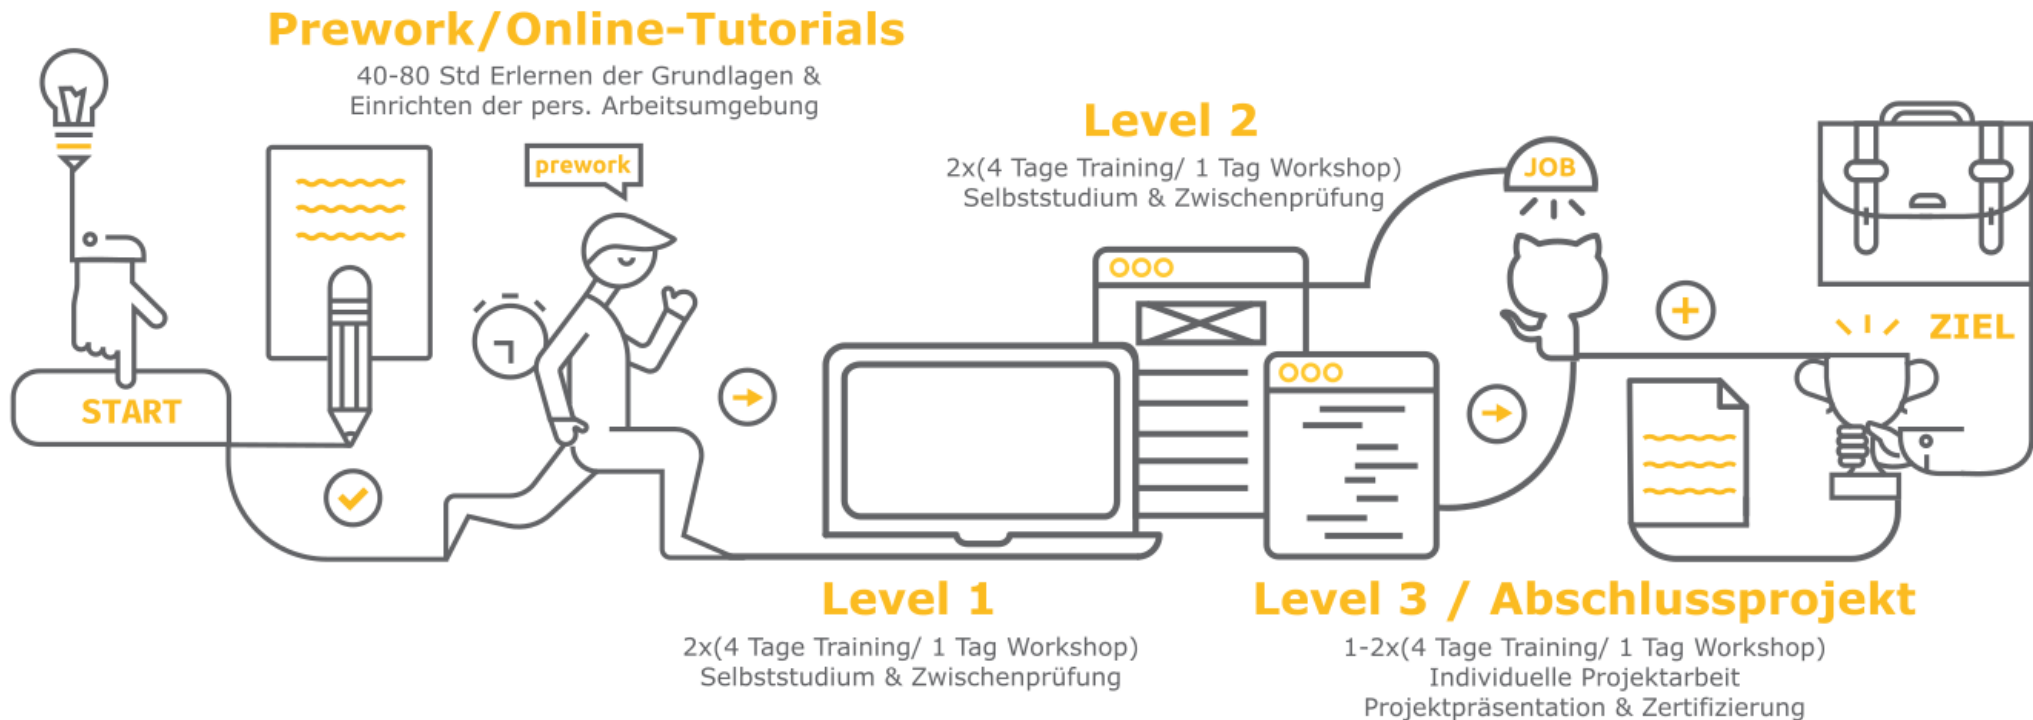 Prework/Online-Tutorials
40-80 Std Erlernen der Grundlagen &
Einrichten der pers. Arbeitsumgebung
prework
START
Level 1
2x(4 Tage Training/ 1 Tag Workshop)
Selbststudium & Zwischenprüfung
Level 2
2x(4 Tage Training/ 1 Tag Workshop)
Selbststudium & Zwischenprüfung
JOB
ZIEL
Level 3 / Abschlussprojekt
1-2x(4 Tage Training/ 1 Tag Workshop)
Individuelle Projektarbeit
Projektpräsentation & Zertifizierung